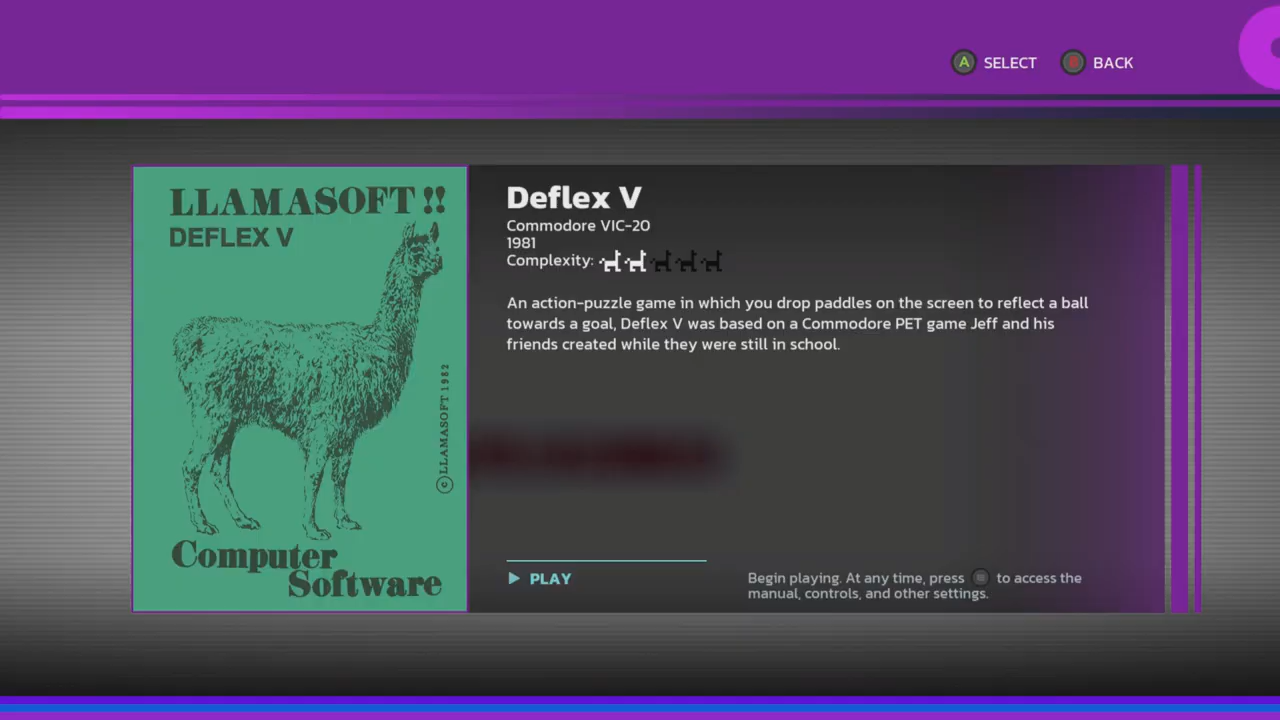 A SELECT BACK
LLAMASOFT !!
DEFLEX V
© LLAMASOFT 1982
Computer
Software
Deflex V
Commodore VIC-20
1981
Complexity:
An action-puzzle game in which you drop paddles on the screen to reflect a ball
towards a goal, Deflex V was based on a Commodore PET game Jeff and his
friends created while they were still in school.
PLAY
Begin playing. At any time, press to access the
manual, controls, and other settings.